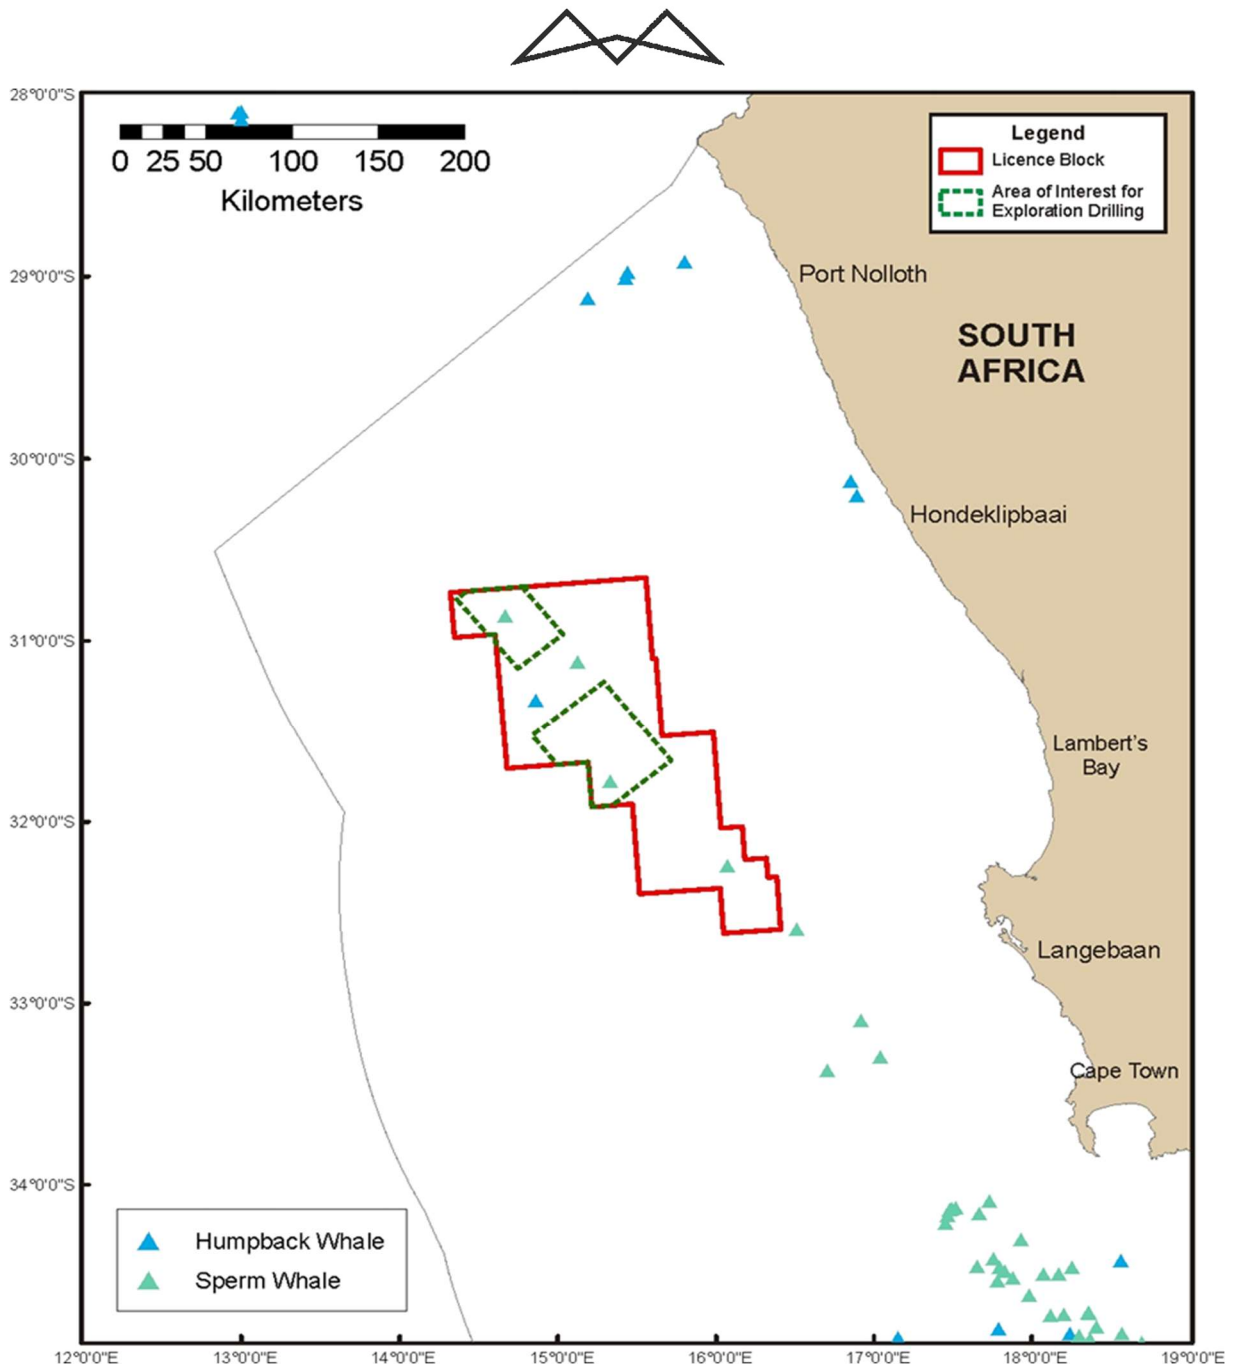 28°0'0"S
0 25 50 100 150 200
Kilometers
Legend
Licence Block
Area of Interest for
Exploration Drilling
29°0'0"S
Port Nolloth
SOUTH
AFRICA
30°0'0"S
Hondeklipbaai
31°0'0"S
Lambert's
Bay
32°0'0"S
Langebaan
33°0'0"S
Cape Town
34°0'0"S
Humpback Whale
Sperm Whale
12°0'0"E 13°0'0"E 14°0'0"E 15°0'0"E 16°0'0"E 17°0'0"E 18°0'0"E 19°0'0"E